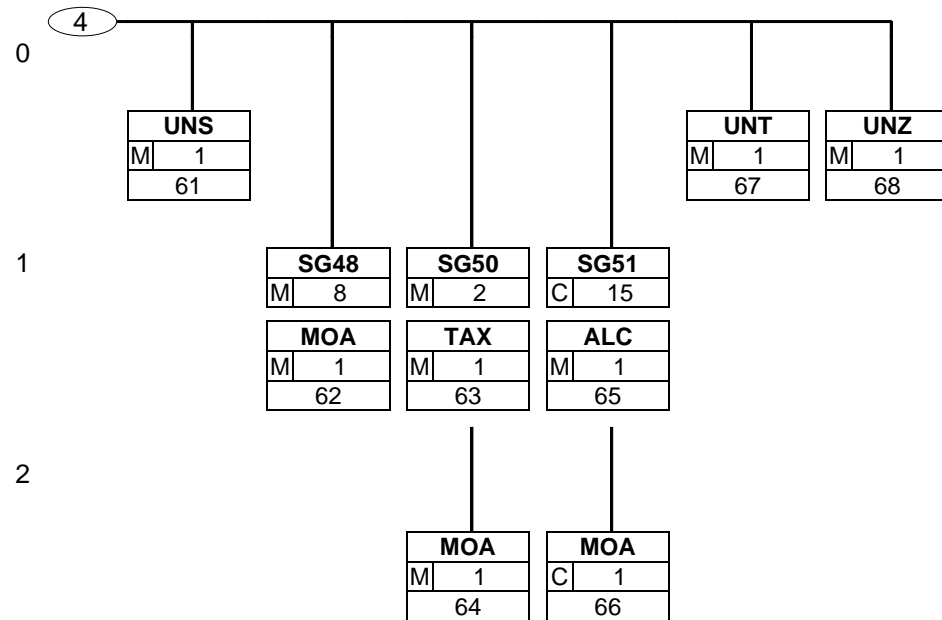 4
0
UNS UNT UNZ
M 1 M 1 M 1
61 67 68
1
SG48 SG50 SG51
M 8 M 2 C 15
MOA TAX ALC
M 1 M 1 M 1
62 63 65
2
MOA MOA
M 1 C 1
64 66